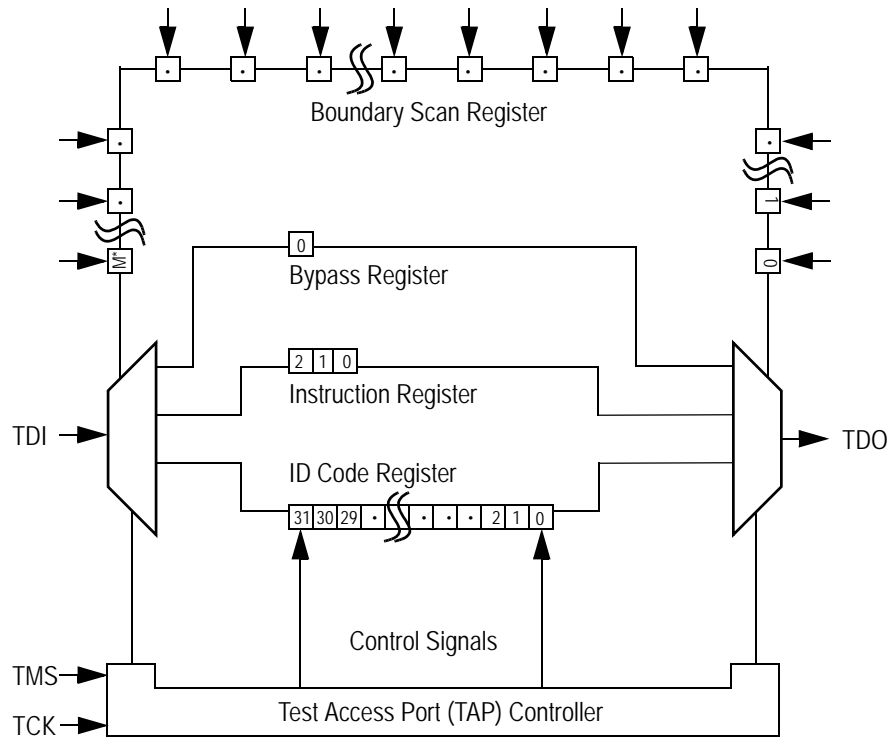 Boundary Scan Register
1
M*
0
0
Bypass Register
2 1 0
Instruction Register
TDI
TDO
ID Code Register
31 30 29 · · · · 2 1 0
Control Signals
TMS
Test Access Port (TAP) Controller
TCK